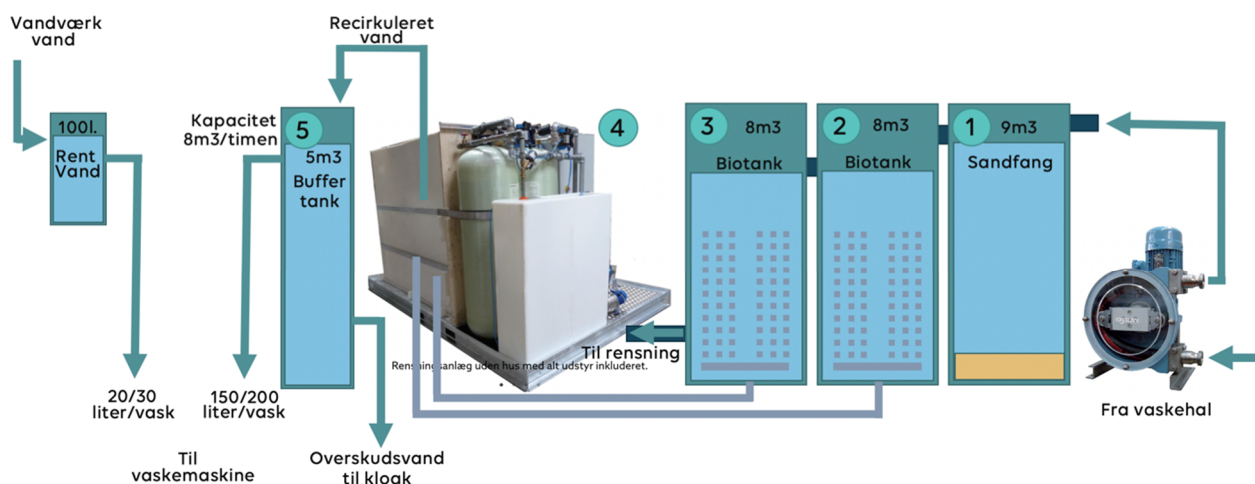 Vandværk
vand
100l.
Rent
Vand
20/30
liter/vask
Til
vaskemaskine
Kapacitet
8m3/timen
150/200
liter/vask
Recirkuleret
vand
5
5m3
Buffer
tank
Overskudsvand
til kloak
4
Rensningsanlæg uden hus med alt udstyr inkluderet.
Til rensning
3
8m3
Biotank
2
8m3
Biotank
1
9m3
Sandfang
Fra vaskehal